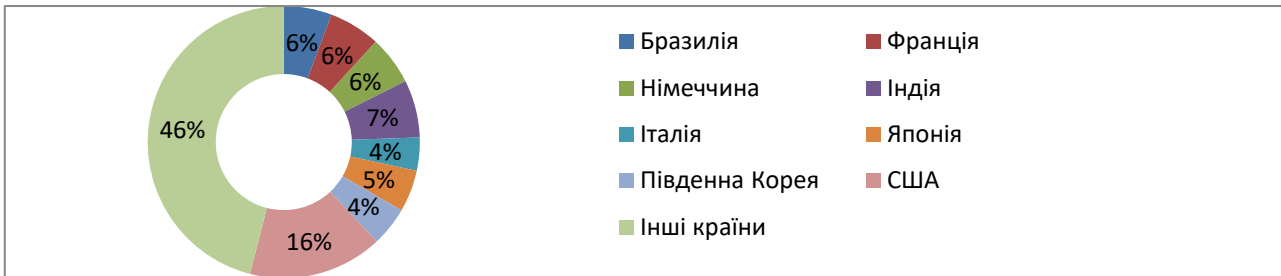 6%
6%
6%
7%
4%
5%
4%
16%
46%
Бразилія
Франція
Німеччина
Індія
Італія
Японія
Південна Корея
США
Інші країни